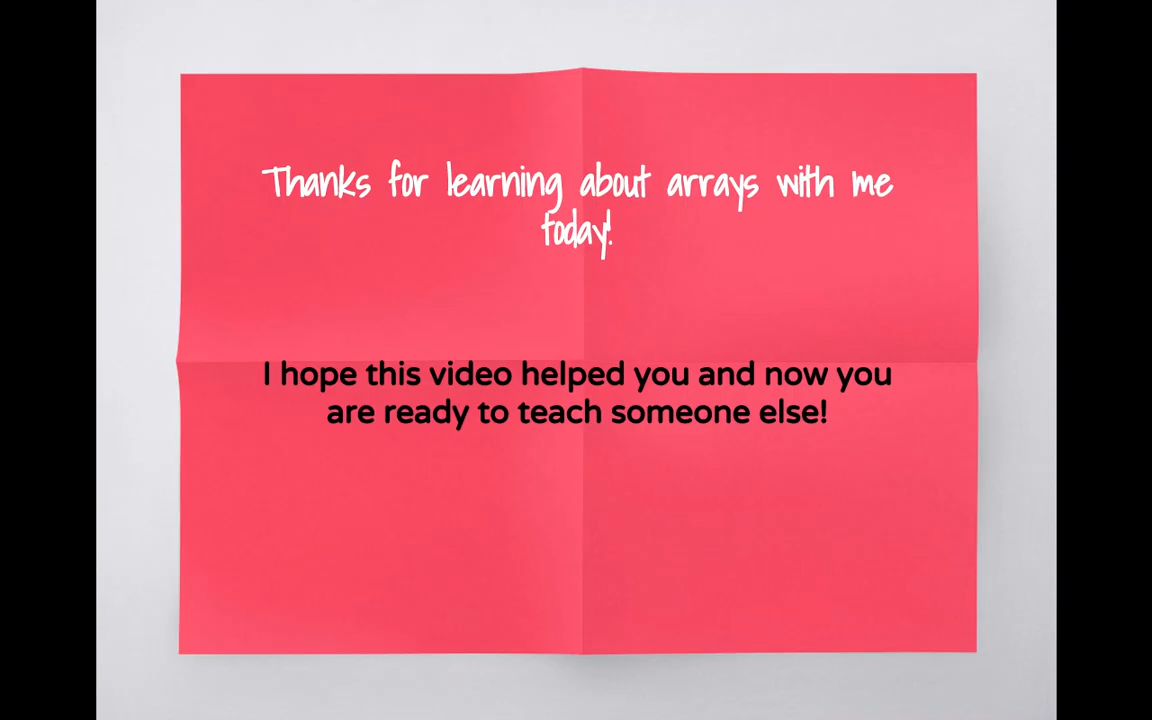 Thanks for learning about arrays with me
today!
I hope this video helped you and now you
are ready to teach someone else!